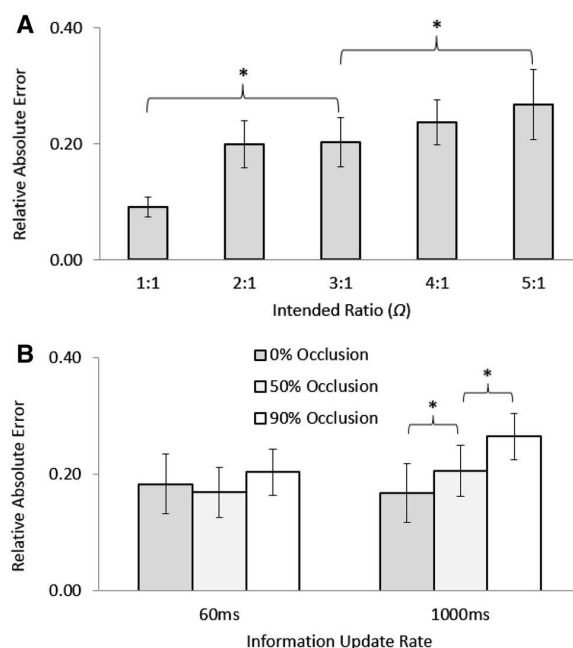 A
0.40
*
*
Relative Absolute Error
0.20
0.00
1:1 2:1 3:1 4:1 5:1
Intended Ratio (Ω)
B
0.40
0% Occlusion
50% Occlusion
90% Occlusion
*
*
Relative Absolute Error
0.20
0.00
60ms 1000ms
Information Update Rate